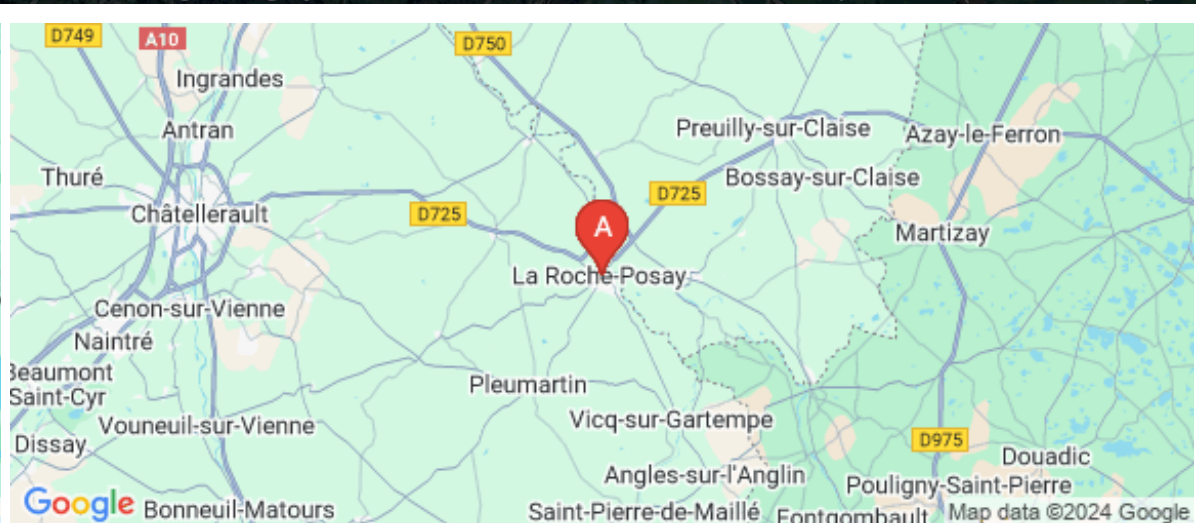 D749
A10
D750
Ingrandes
Antran
Preuilly-sur-Claise
Azay-le-Ferron
Thuré
Bossay-sur-Claise
D725
Châtellerault
D725
A
Martizay
La Roche-Posay
Cenon-sur-Vienne
Naintré
Beaumont
Saint-Cyr
Pleumartin
Vouneuil-sur-Vienne
Vicq-sur-Gartempe
Dissay
D975
Douadic
Angles-sur-l'Anglin
Pouligny-Saint-Pierre
Google
Bonneuil-Matours
Saint-Pierre-de-Maillé
Fontgombault
Map data ©2024 Google